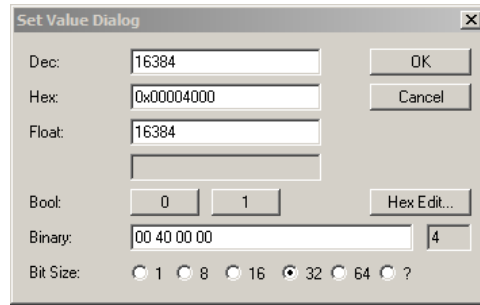 Set Value Dialog
Dec: 16384 OK
Hex: 0x00004000 Cancel
Float: 16384
Bool: 0 1 Hex Edit...
Binary: 00 40 00 00 4
Bit Size: 1 8 16 32 64 ?